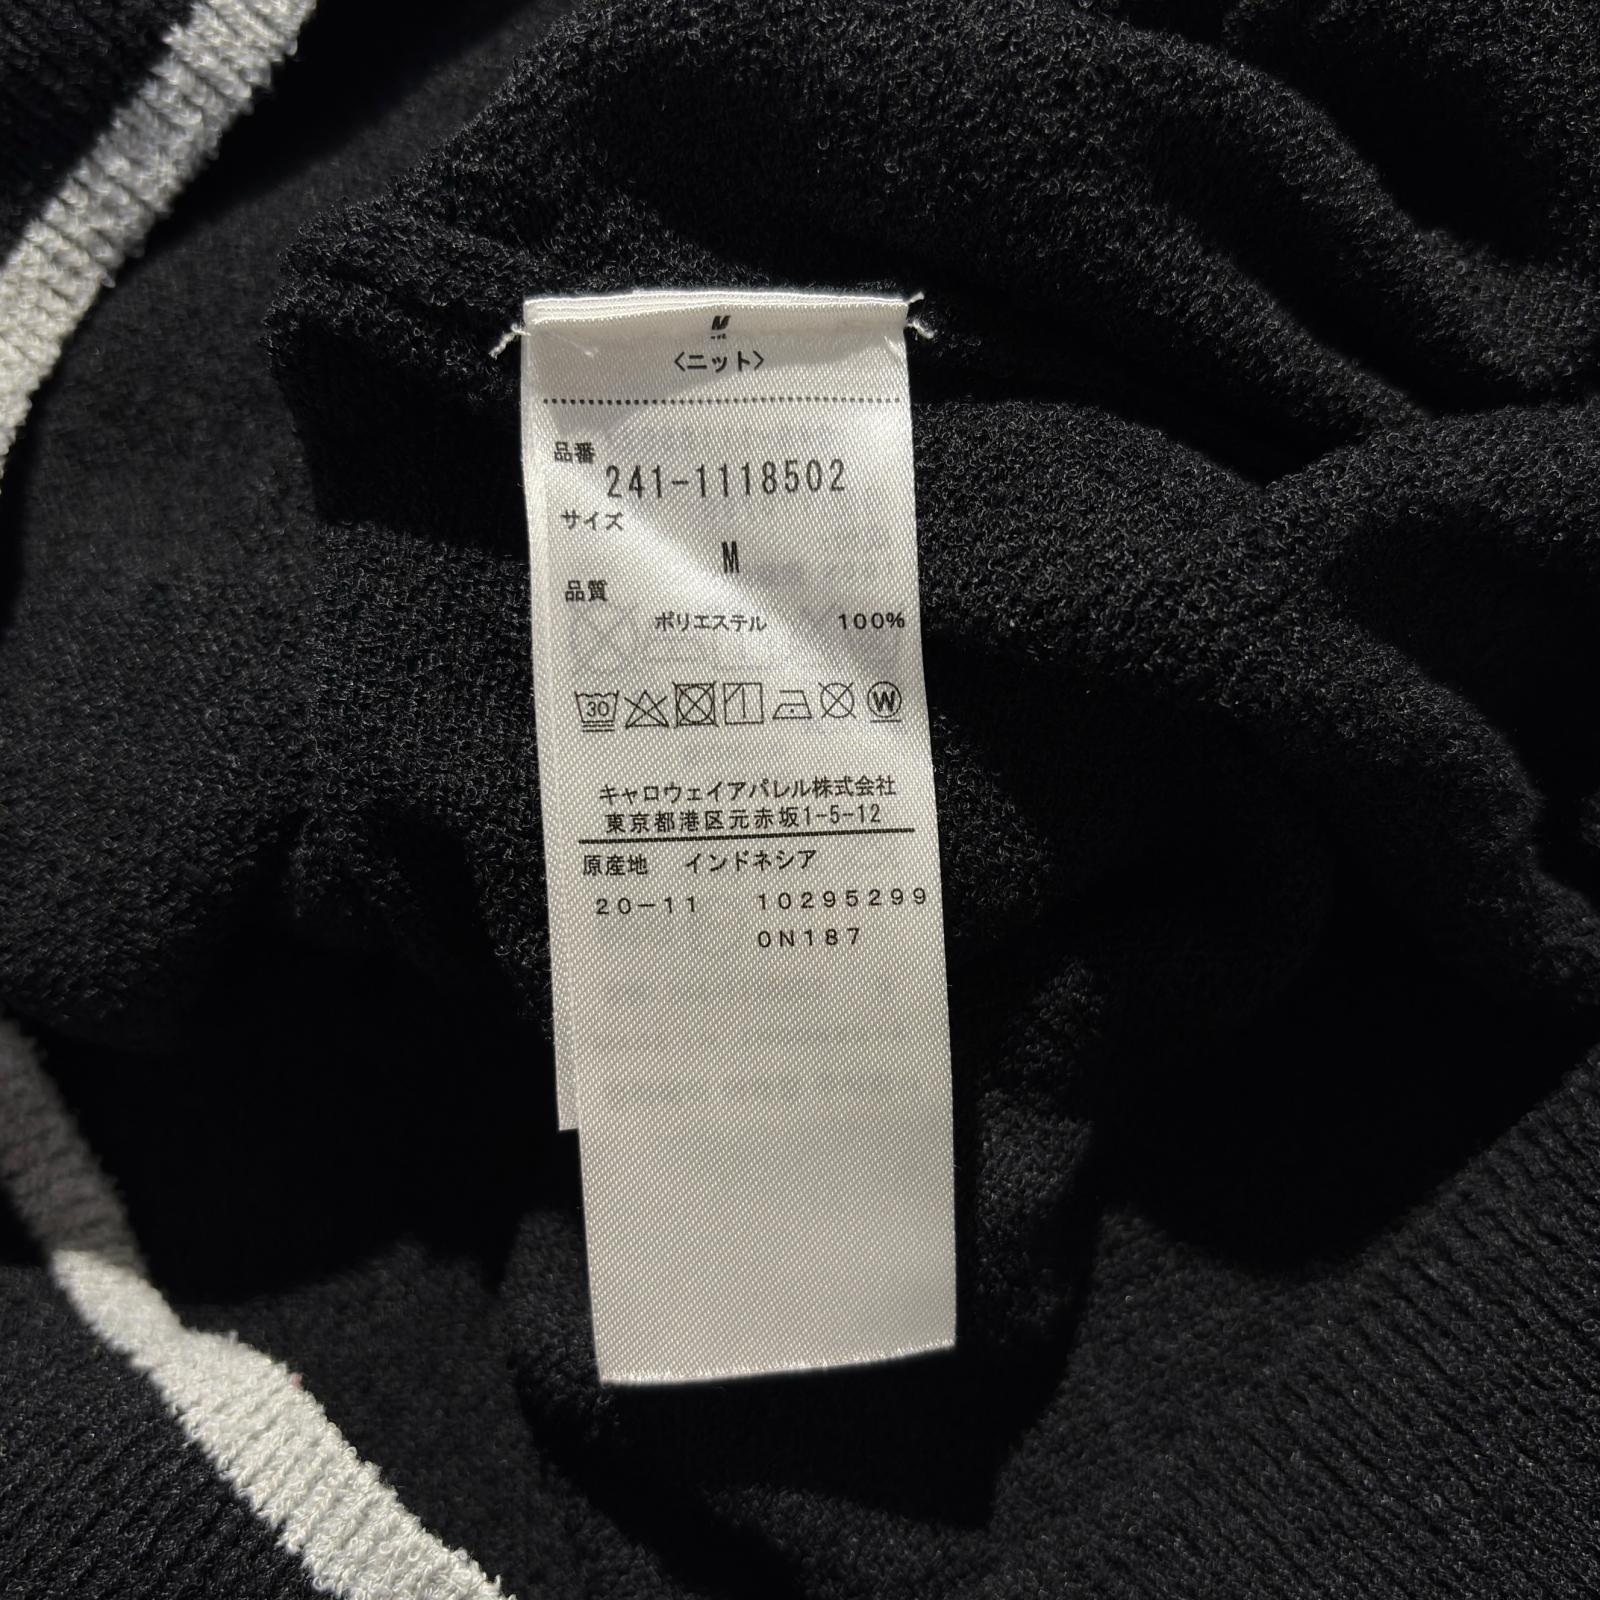 M
〈ニット〉
品番
241-1118502
サイズ
M
品質
ポリエステル 100%
30 W
キャロウェイアパレル株式会社
東京都港区元赤坂1-5-12
原産地 インドネシア
20-11 10295299
0N187